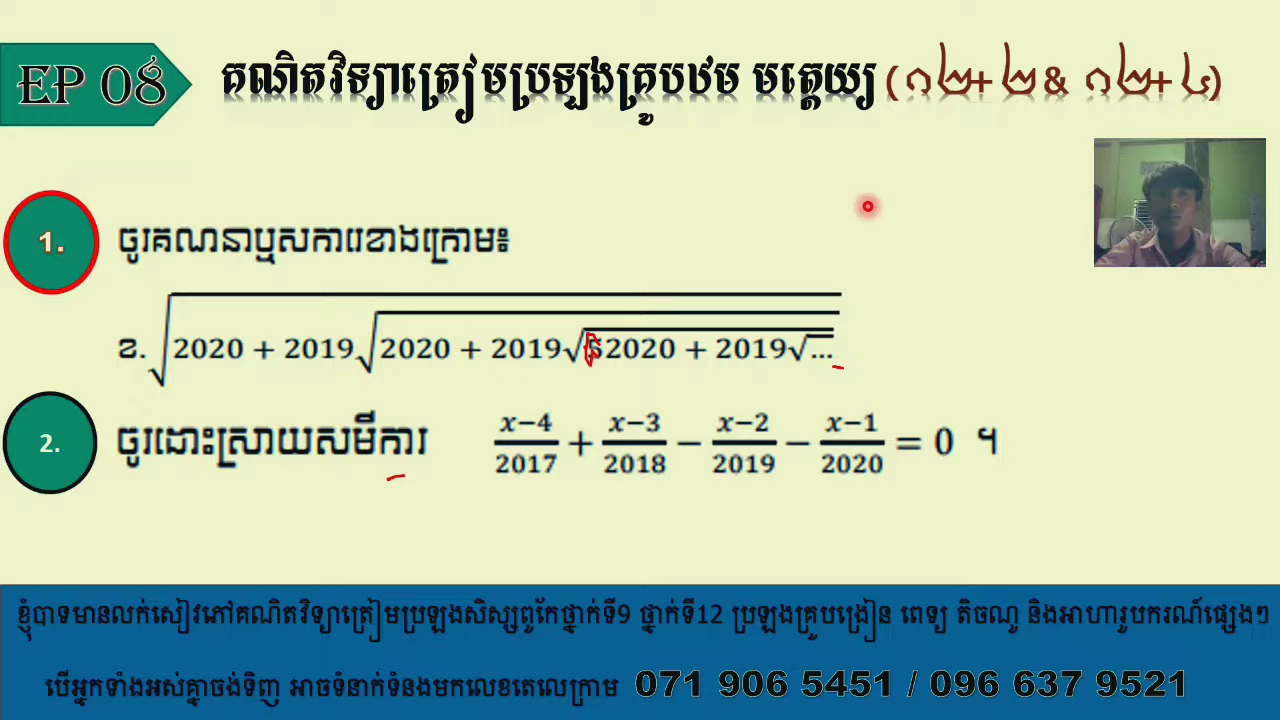 EP 08
គណិតវិទ្យាត្រៀមប្រឡងគ្រូបឋម មត្តេយ្យ (១២+២ & ១២+៤)
1. ចូរគណនាឬសការេខាងក្រោម៖
ខ. √(2020 + 2019√(2020 + 2019√(2020 + 2019√...)))
2. ចូរដោះស្រាយសមីការ (x−4)/2017 + (x−3)/2018 − (x−2)/2019 − (x−1)/2020 = 0 ។
ខ្ញុំបាទមានលក់សៀវភៅគណិតវិទ្យាត្រៀមប្រឡងសិស្សពូកែថ្នាក់ទី9 ថ្នាក់ទី12 ប្រឡងគ្រូបង្រៀន ពេទ្យ តិចណូ និងអាហារូបករណ៍ផ្សេងៗ
បើអ្នកទាំងអស់គ្នាចង់ទិញ អាចទំនាក់ទំនងមកលេខតេលេក្រាម 071 906 5451 / 096 637 9521